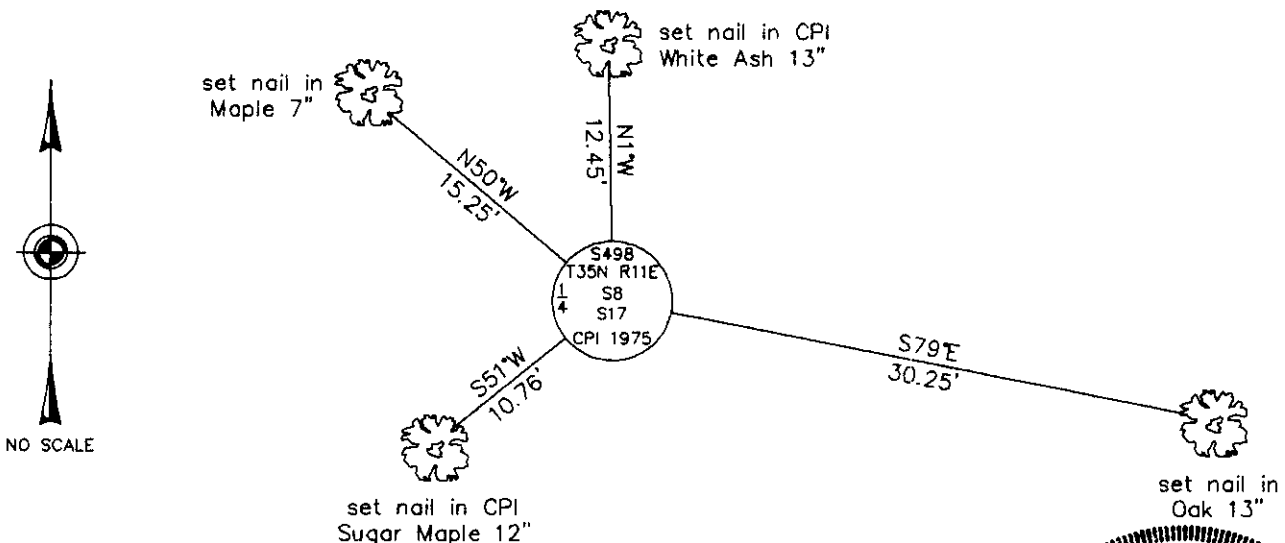 set nail in CPI
White Ash 13"
set nail in
Maple 7"
N1°W
12.45'
N50°W
15.25'
S498
T35N R11E
1/4
S8
S17
CPI 1975
S79°E
30.25'
S51°W
10.76'
NO SCALE
set nail in CPI
Sugar Maple 12"
set nail in
Oak 13"